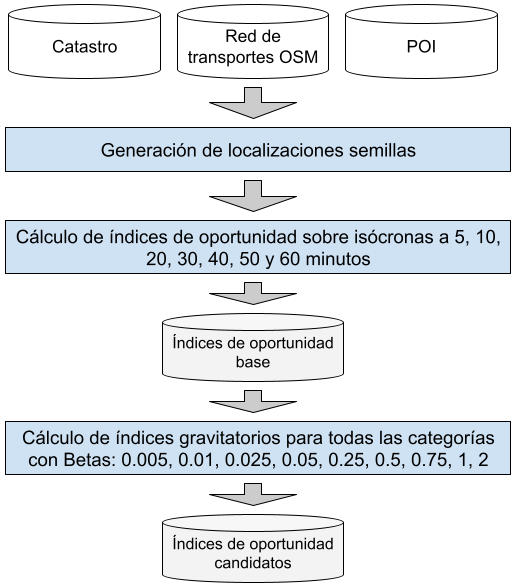 Catastro
Red de
transportes OSM
POI
Generación de localizaciones semillas
Cálculo de índices de oportunidad sobre isócronas a 5, 10,
20, 30, 40, 50 y 60 minutos
Índices de oportunidad
base
Cálculo de índices gravitatorios para todas las categorías
con Betas: 0.005, 0.01, 0.025, 0.05, 0.25, 0.5, 0.75, 1, 2
Índices de oportunidad
candidatos